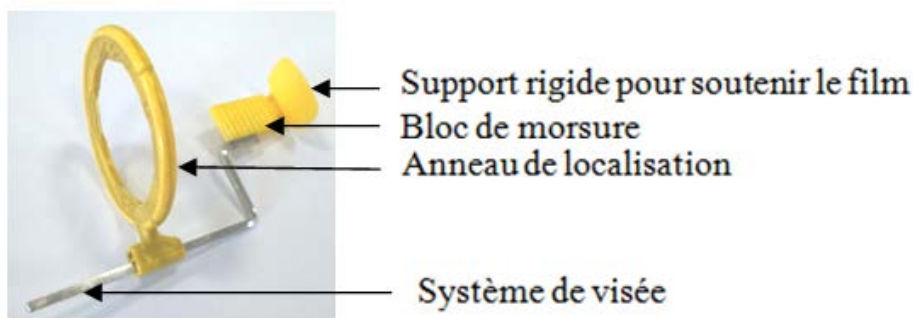 Support rigide pour soutenir le film
Bloc de morsure
Anneau de localisation
Système de visée